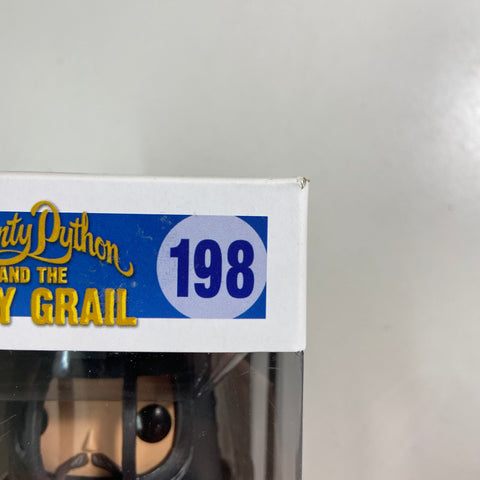 nty Python
AND THE
Y GRAIL
198